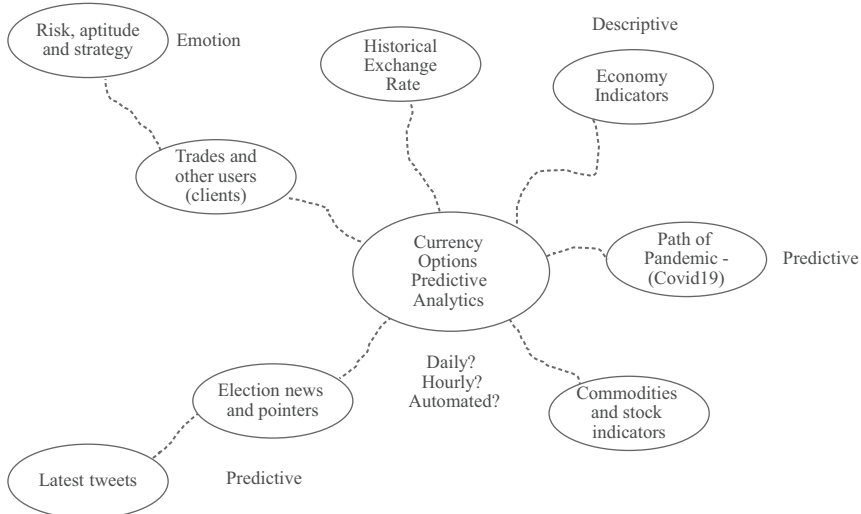 Risk, aptitude
and strategy
Emotion
Historical
Exchange
Rate
Descriptive
Economy
Indicators
Trades and
other users
(clients)
Currency
Options
Predictive
Analytics
Path of
Pandemic -
(Covid19)
Predictive
Daily?
Hourly?
Automated?
Election news
and pointers
Commodities
and stock
indicators
Latest tweets
Predictive